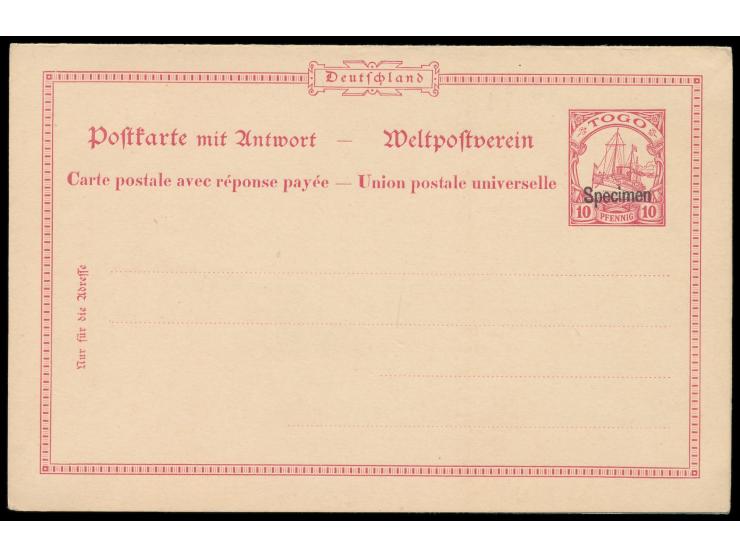 Deutschland
Postkarte mit Antwort — Weltpostverein
Carte postale avec réponse payée — Union postale universelle
TOGO
Specimen
10 PFENNIG 10
Nur für die Adresse